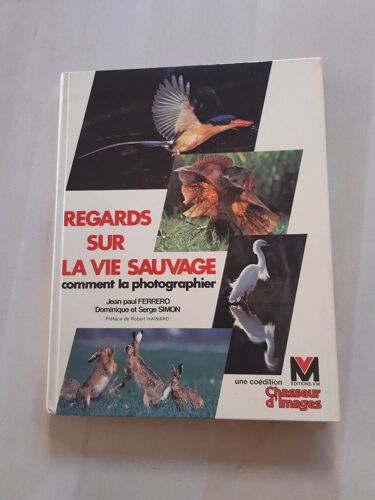 REGARDS
SUR
LA VIE SAUVAGE
comment la photographier
Jean-paul FERRERO
Dominique et Serge SIMON
Préface de Robert HAINARD
une coédition
VM
EDITIONS V M
Chasseur
d'Images